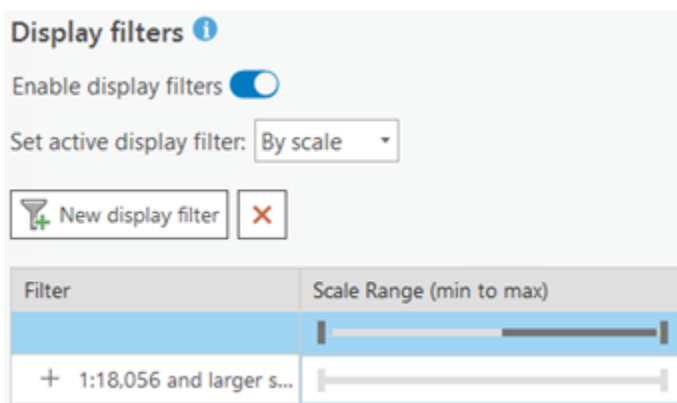 Display filters
Enable display filters
Set active display filter: By scale
New display filter
Filter Scale Range (min to max)
1:18,056 and larger s...